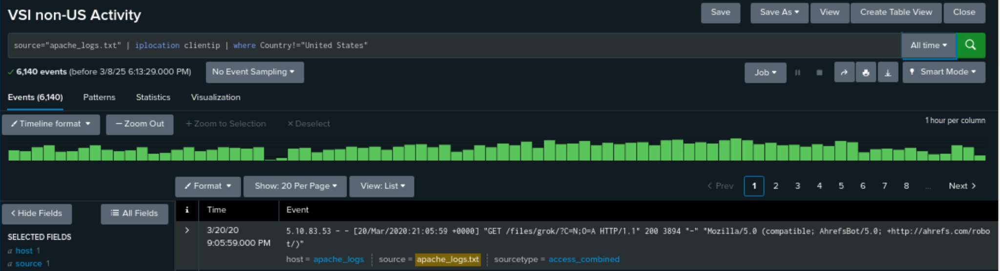 VSI non-US Activity
Save
Save As
View
Create Table View
Close
source="apache_logs.txt" | iplocation clientip | where Country!="United States"
All time
6,140 events (before 3/8/25 6:13:29.000 PM)
No Event Sampling
Job
Smart Mode
Events (6,140)
Patterns
Statistics
Visualization
Timeline format
— Zoom Out
+ Zoom to Selection
× Deselect
1 hour per column
Format
Show: 20 Per Page
View: List
< Prev
1
2
3
4
5
6
7
8
...
Next >
< Hide Fields
All Fields
i
Time
Event
SELECTED FIELDS
a host 1
a source 1
>
3/20/20
9:05:59.000 PM
5.10.83.53 - - [20/Mar/2020:21:05:59 +0000] "GET /files/grok/?C=N;O=A HTTP/1.1" 200 3894 "-" "Mozilla/5.0 (compatible; AhrefsBot/5.0; +http://ahrefs.com/robo
t/)"
host = apache_logs
source = apache_logs.txt
sourcetype = access_combined